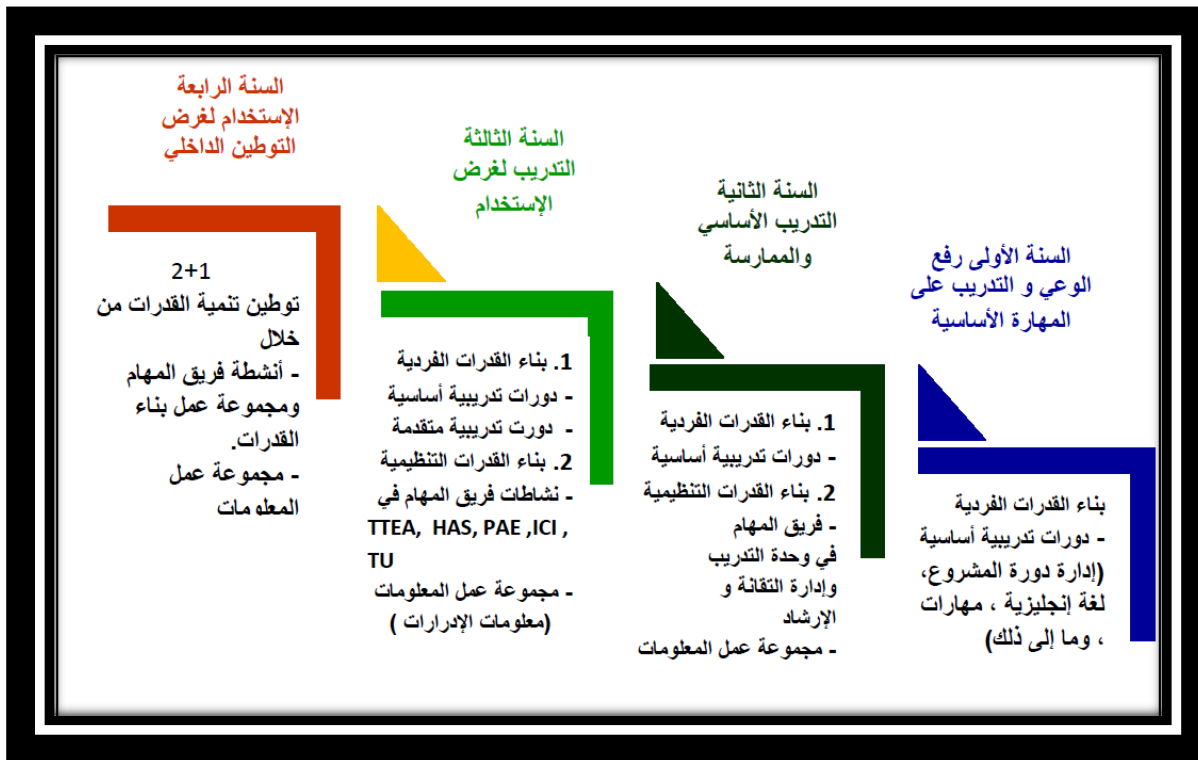 السنة الأولى رفع
الوعي و التدريب على
المهارة الأساسية
بناء القدرات الفردية
- دورات تدريبية أساسية
(إدارة دورة المشروع،
لغة إنجليزية ، مهارات
، وما إلى ذلك)
السنة الثانية
التدريب الأساسي
والممارسة
1. بناء القدرات الفردية
- دورات تدريبية أساسية
2. بناء القدرات التنظيمية
- فريق المهام
في وحدة التدريب
وإدارة التقانة و
الإرشاد
- مجموعة عمل المعلومات
السنة الثالثة
التدريب لغرض
الإستخدام
1. بناء القدرات الفردية
- دورات تدريبية أساسية
- دورت تدريبية متقدمة
2. بناء القدرات التنظيمية
- نشاطات فريق المهام في
TTEA, HAS, PAE ,ICI ,
TU
- مجموعة عمل المعلومات
(معلومات الإدرارات )
السنة الرابعة
الإستخدام لغرض
التوطين الداخلي
2+1
توطين تنمية القدرات من
خلال
- أنشطة فريق المهام
ومجموعة عمل بناء
القدرات.
- مجموعة عمل
المعلومات